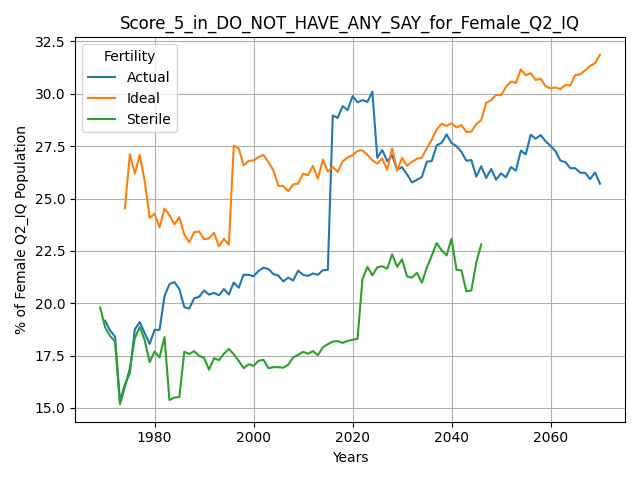 Score_5_in_DO_NOT_HAVE_ANY_SAY_for_Female_Q2_IQ
Fertility
Actual
Ideal
Sterile
% of Female Q2_IQ Population
32.5
30.0
27.5
25.0
22.5
20.0
17.5
15.0
1980
2000
2020
2040
2060
Years